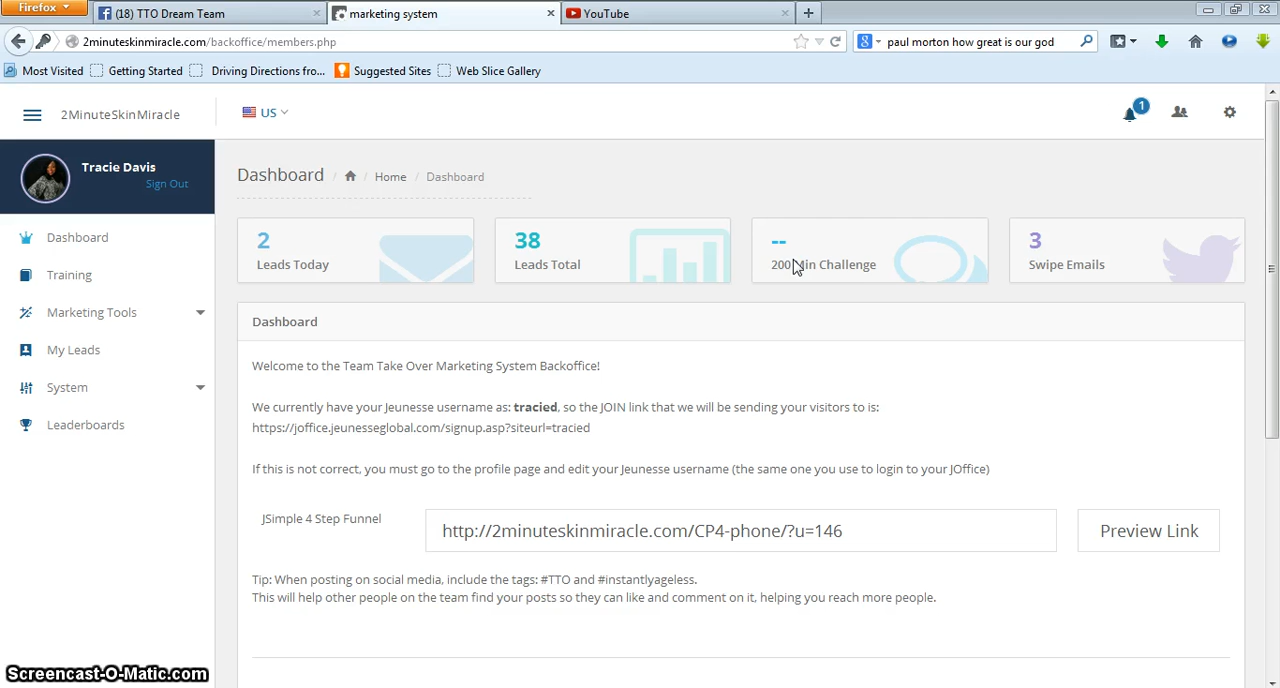 Firefox
(18) TTO Dream Team
marketing system
YouTube
2minuteskinmiracle.com/backoffice/members.php
paul morton how great is our god
Most Visited
Getting Started
Driving Directions fro...
Suggested Sites
Web Slice Gallery
2MinuteSkinMiracle
US
1
Tracie Davis
Sign Out
Dashboard
Training
Marketing Tools
My Leads
System
Leaderboards
Dashboard / Home / Dashboard
2
Leads Today
38
Leads Total
--
200 Min Challenge
3
Swipe Emails
Dashboard
Welcome to the Team Take Over Marketing System Backoffice!
We currently have your Jeunesse username as: tracied, so the JOIN link that we will be sending your visitors to is:
https://joffice.jeunesseglobal.com/signup.asp?siteurl=tracied
If this is not correct, you must go to the profile page and edit your Jeunesse username (the same one you use to login to your JOffice)
JSimple 4 Step Funnel
http://2minuteskinmiracle.com/CP4-phone/?u=146
Preview Link
Tip: When posting on social media, include the tags: #TTO and #instantlyageless.
This will help other people on the team find your posts so they can like and comment on it, helping you reach more people.
Screencast-O-Matic.com